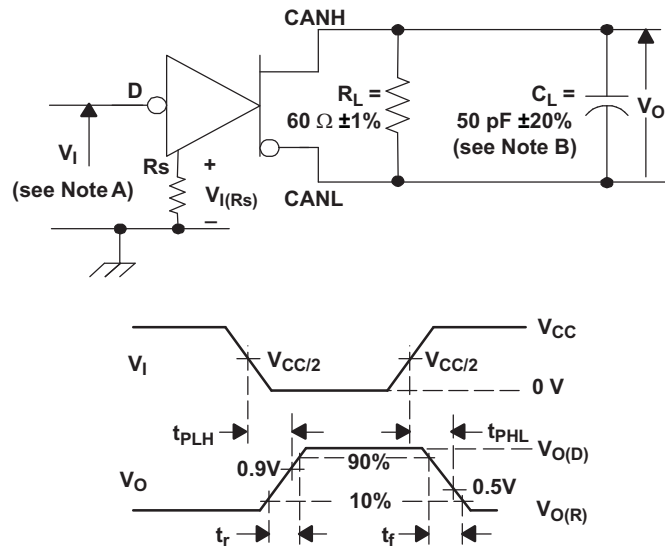 CANH
D
R_L =
60 Ω ±1%
C_L =
50 pF ±20%
(see Note B)
V_O
V_I
(see Note A)
Rs
+
V_I(Rs)
−
CANL
V_CC
V_I
V_CC/2
V_CC/2
0 V
t_PLH
t_PHL
V_O(D)
90%
0.9V
V_O
0.5V
10%
V_O(R)
t_r
t_f